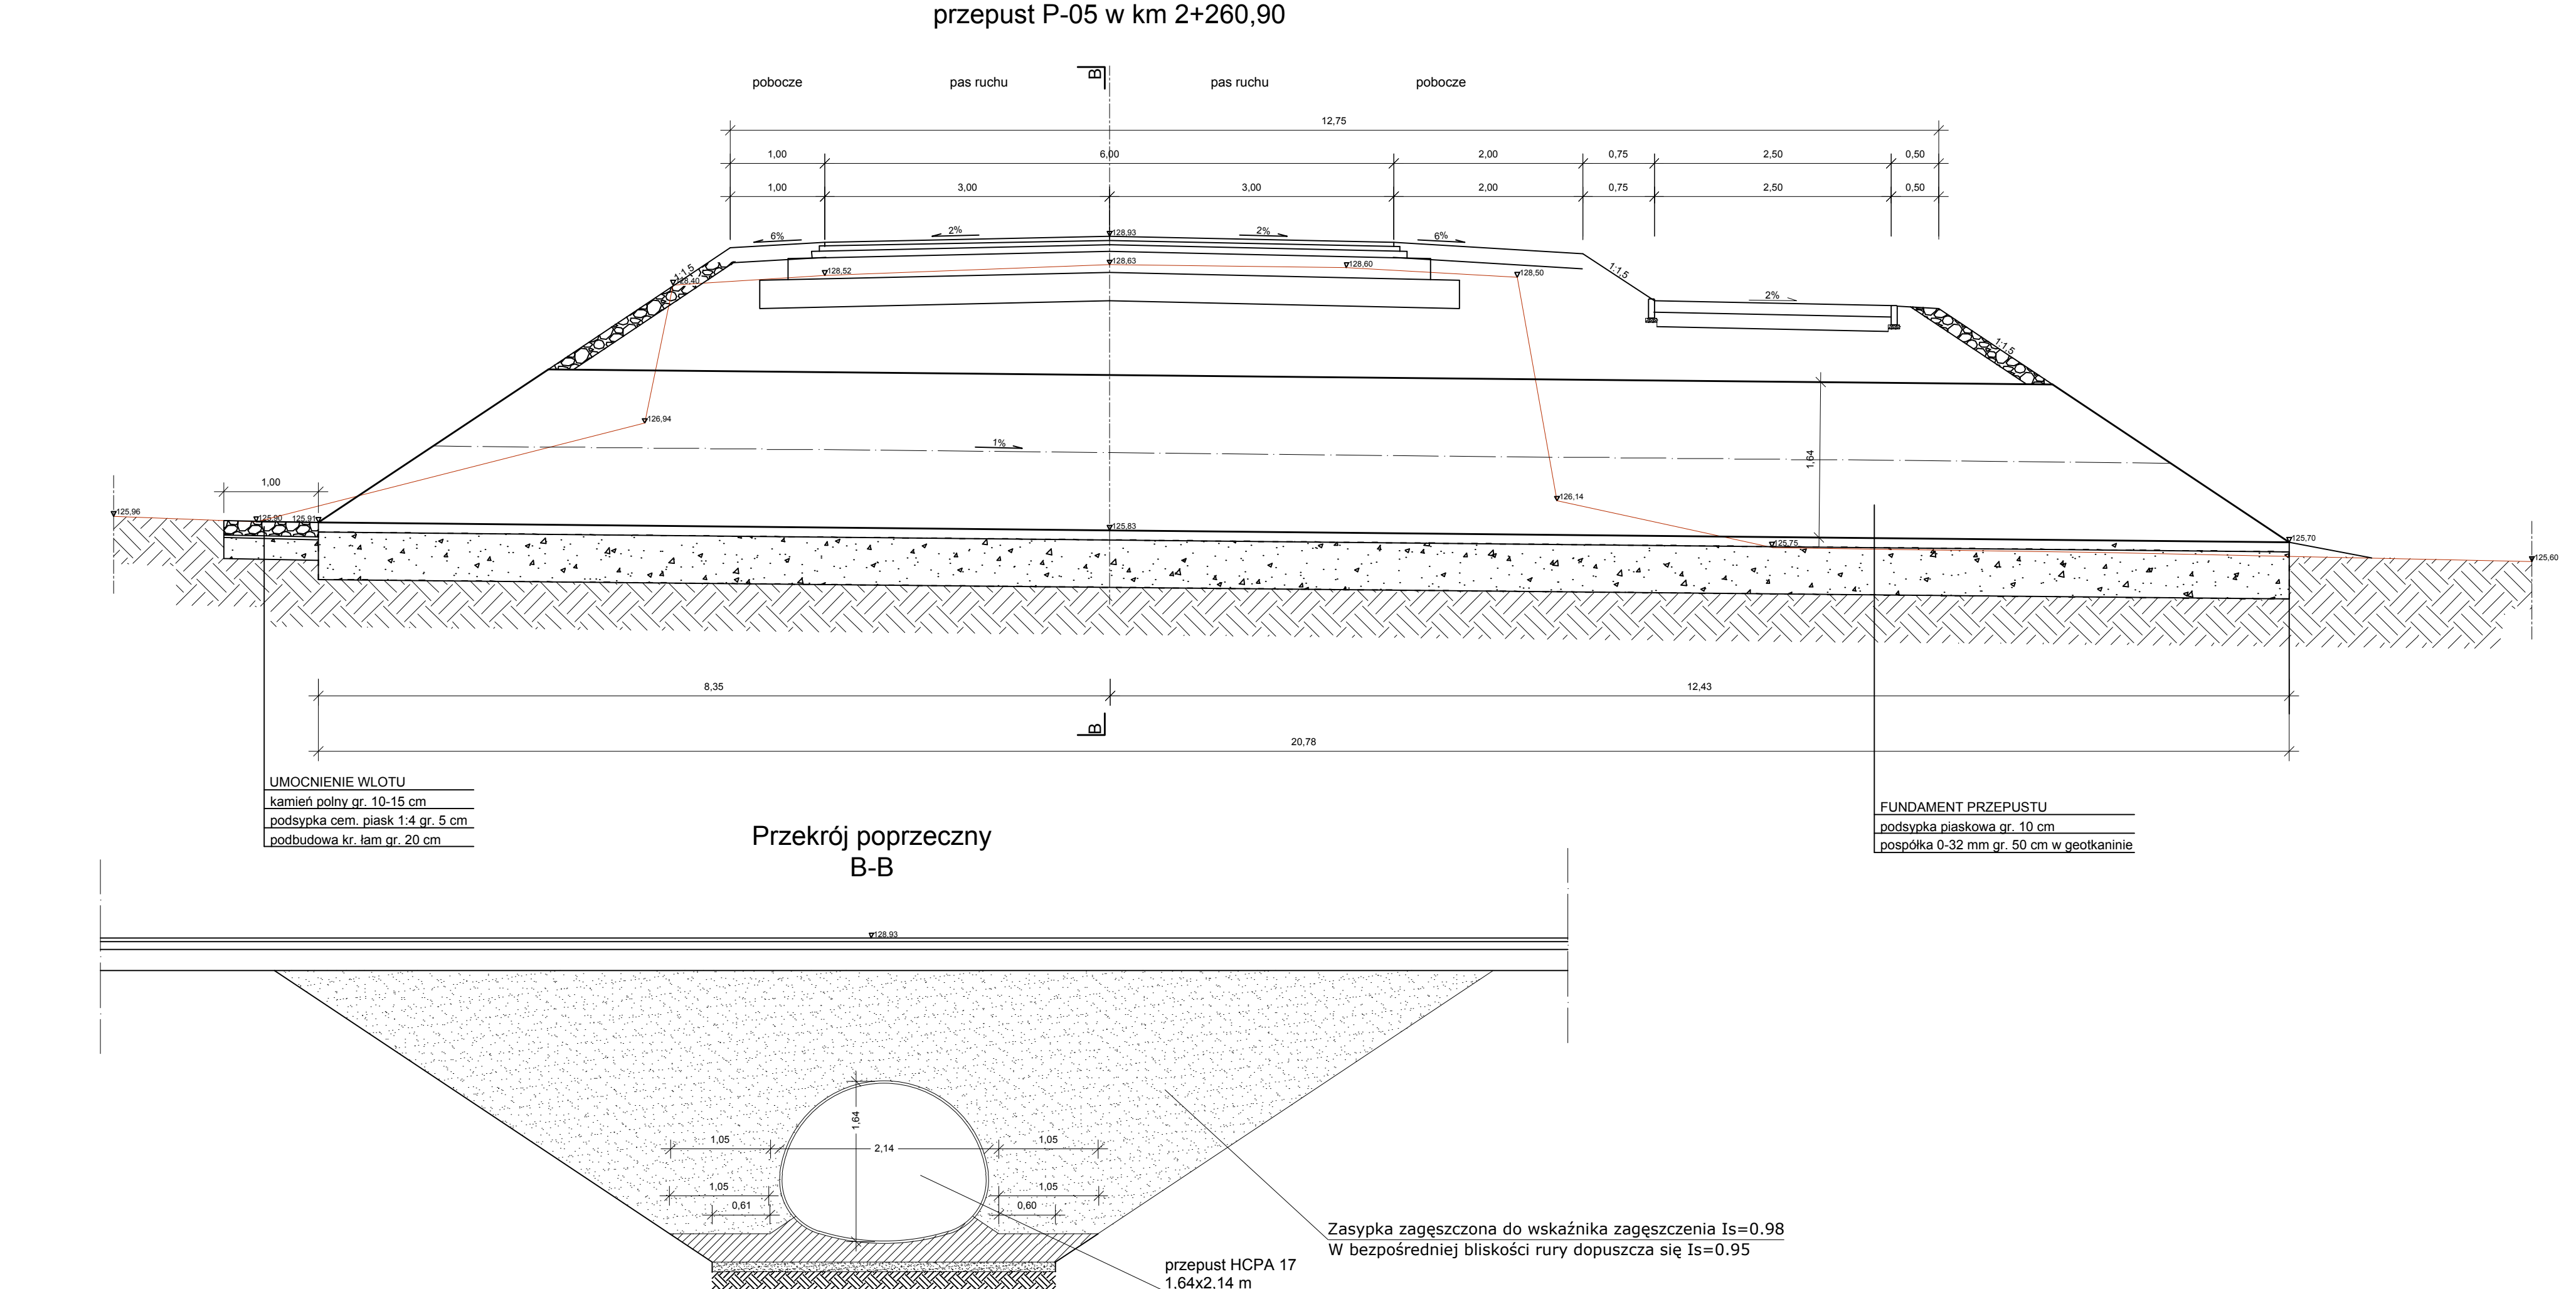 przepust P-05 w km 2+260,90
B
pobocze
pas ruchu
pas ruchu
pobocze
12,75
1,00
6,00
2,00
0,75
2,50
0,50
1,00
3,00
3,00
2,00
0,75
2,50
0,50
6%
2%
128,93
2%
6%
1:1,5
128,40
128,52
128,63
128,60
128,50
1:1,5
2%
1:1,5
126,94
1%
1,64
1,00
125,96
125,90
125,91
125,83
126,14
125,75
125,70
125,60
8,35
12,43
B
20,78
UMOCNIENIE WLOTU
kamień polny gr. 10-15 cm
podsypka cem. piask 1:4 gr. 5 cm
podbudowa kr. łam gr. 20 cm
FUNDAMENT PRZEPUSTU
podsypka piaskowa gr. 10 cm
pospółka 0-32 mm gr. 50 cm w geotkaninie
Przekrój poprzeczny
B-B
128,93
1,64
1,05
2,14
1,05
1,05
1,05
0,61
0,60
Zasypka zagęszczona do wskaźnika zagęszczenia Is=0.98
W bezpośredniej bliskości rury dopuszcza się Is=0.95
przepust HCPA 17
1,64x2,14 m